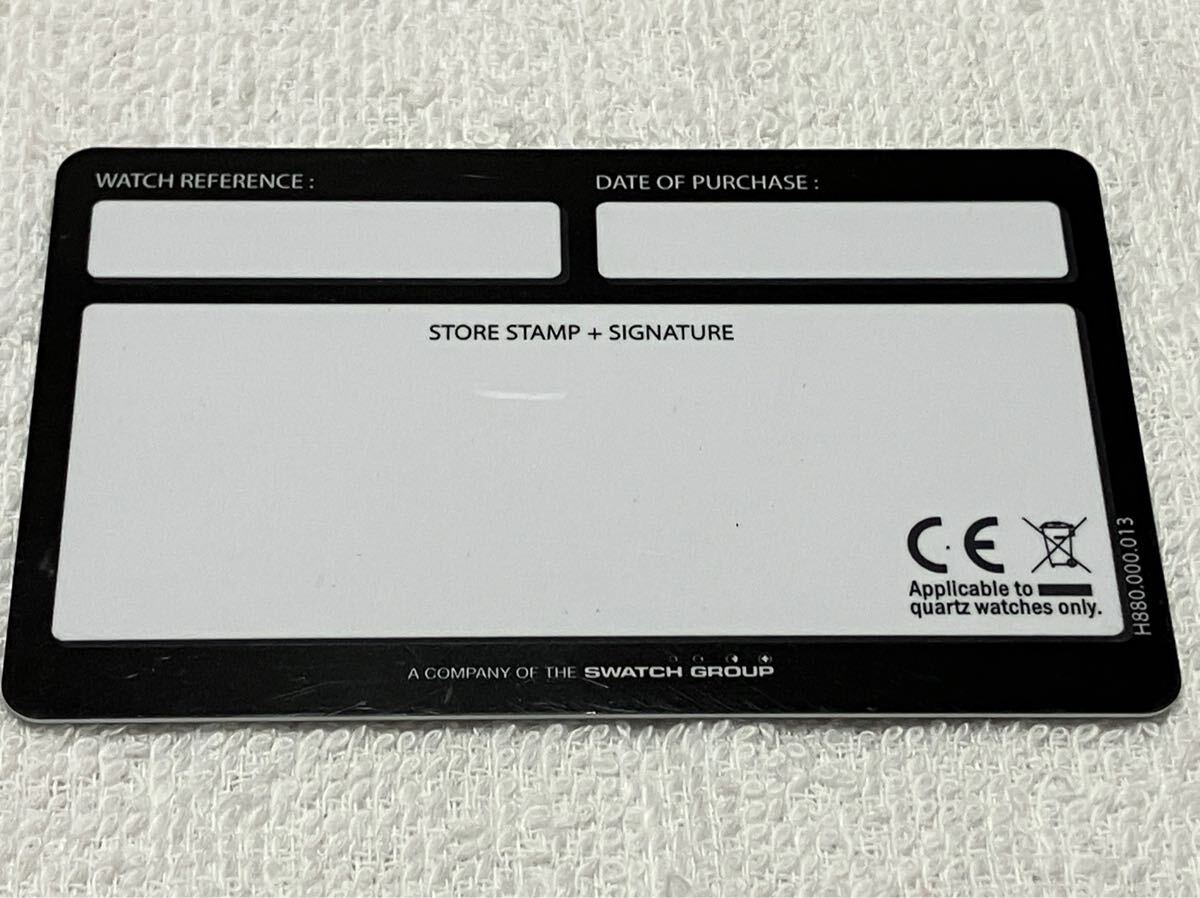 WATCH REFERENCE :
DATE OF PURCHASE :
STORE STAMP + SIGNATURE
CE
Applicable to
quartz watches only.
H880.000.013
A COMPANY OF THE SWATCH GROUP